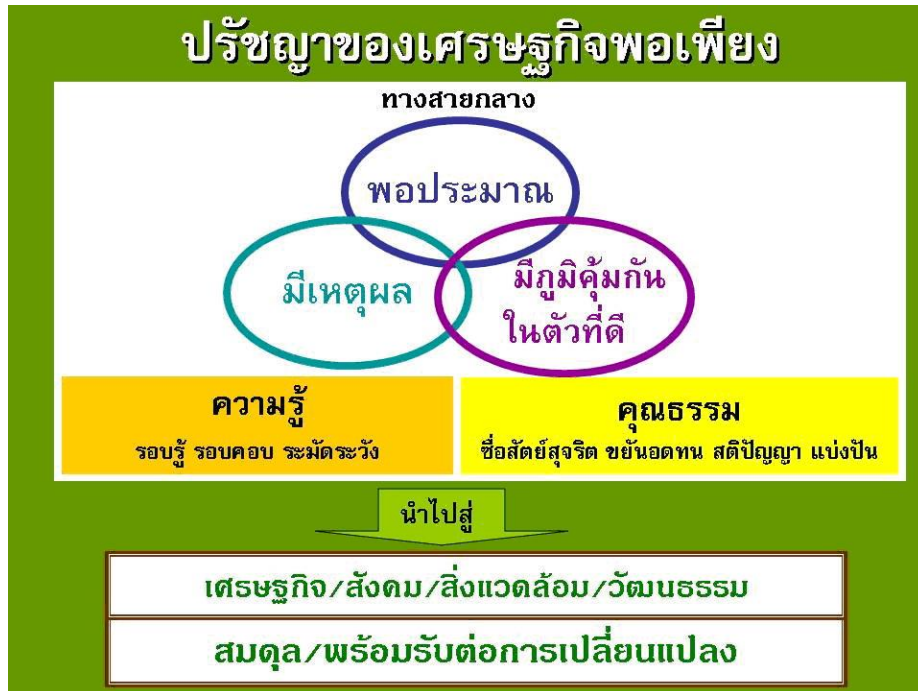 ปรัชญาของเศรษฐกิจพอเพียง
ทางสายกลาง
พอประมาณ
มีเหตุผล
มีภูมิคุ้มกัน
ในตัวที่ดี
ความรู้
รอบรู้ รอบคอบ ระมัดระวัง
คุณธรรม
ซื่อสัตย์สุจริต ขยันอดทน สติปัญญา แบ่งปัน
นำไปสู่
เศรษฐกิจ/สังคม/สิ่งแวดล้อม/วัฒนธรรม
สมดุล/พร้อมรับต่อการเปลี่ยนแปลง